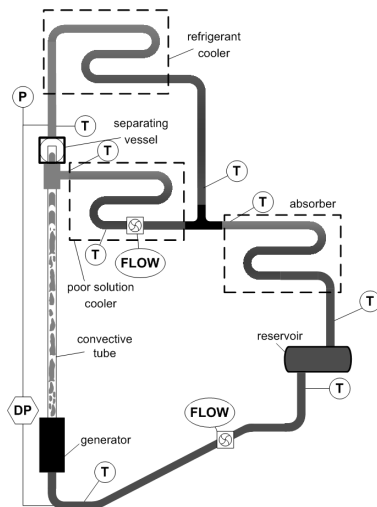 refrigerant
cooler
P
T
separating
vessel
T
T
T
absorber
T
FLOW
poor solution
cooler
T
reservoir
convective
tube
T
DP
FLOW
generator
T